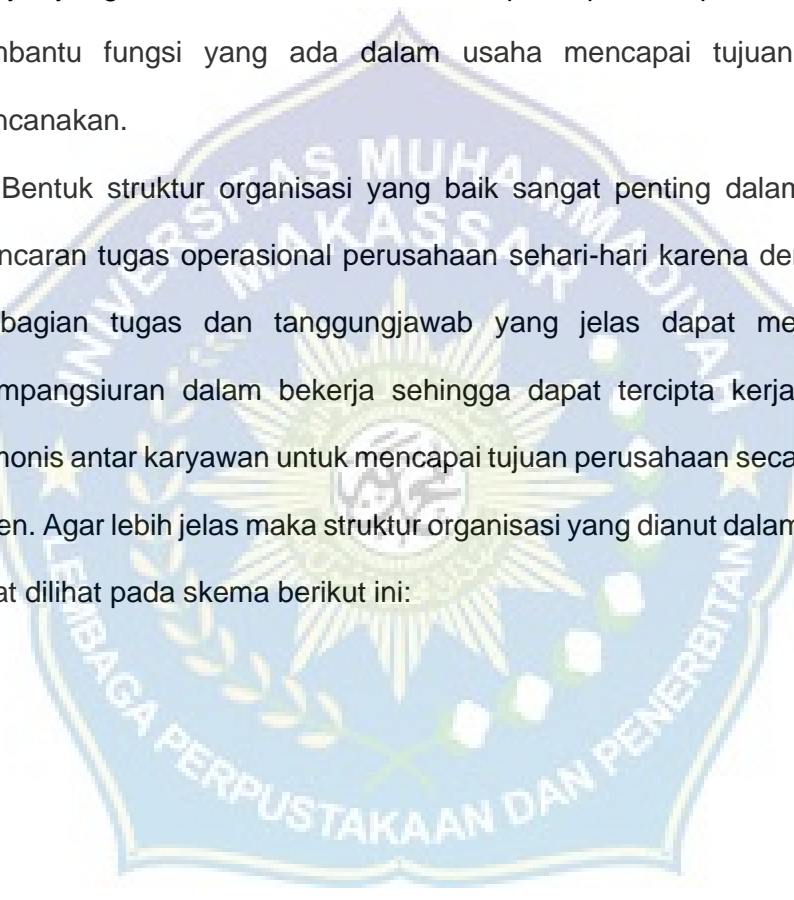 nbantu fungsi yang ada dalam usaha mencapai tujuan
ncanakan.
Bentuk struktur organisasi yang baik sangat penting dalam
ncaran tugas operasional perusahaan sehari-hari karena de
bagian tugas dan tanggungjawab yang jelas dapat me
mpangsiuran dalam bekerja sehingga dapat tercipta kerja
nonis antar karyawan untuk mencapai tujuan perusahaan seca
en. Agar lebih jelas maka struktur organisasi yang dianut dalam
at dilihat pada skema berikut ini:
UNIVERSITAS MUHAMMADIYAH
MAKASSAR
LEMBAGA PERPUSTAKAAN DAN PENERBITAN